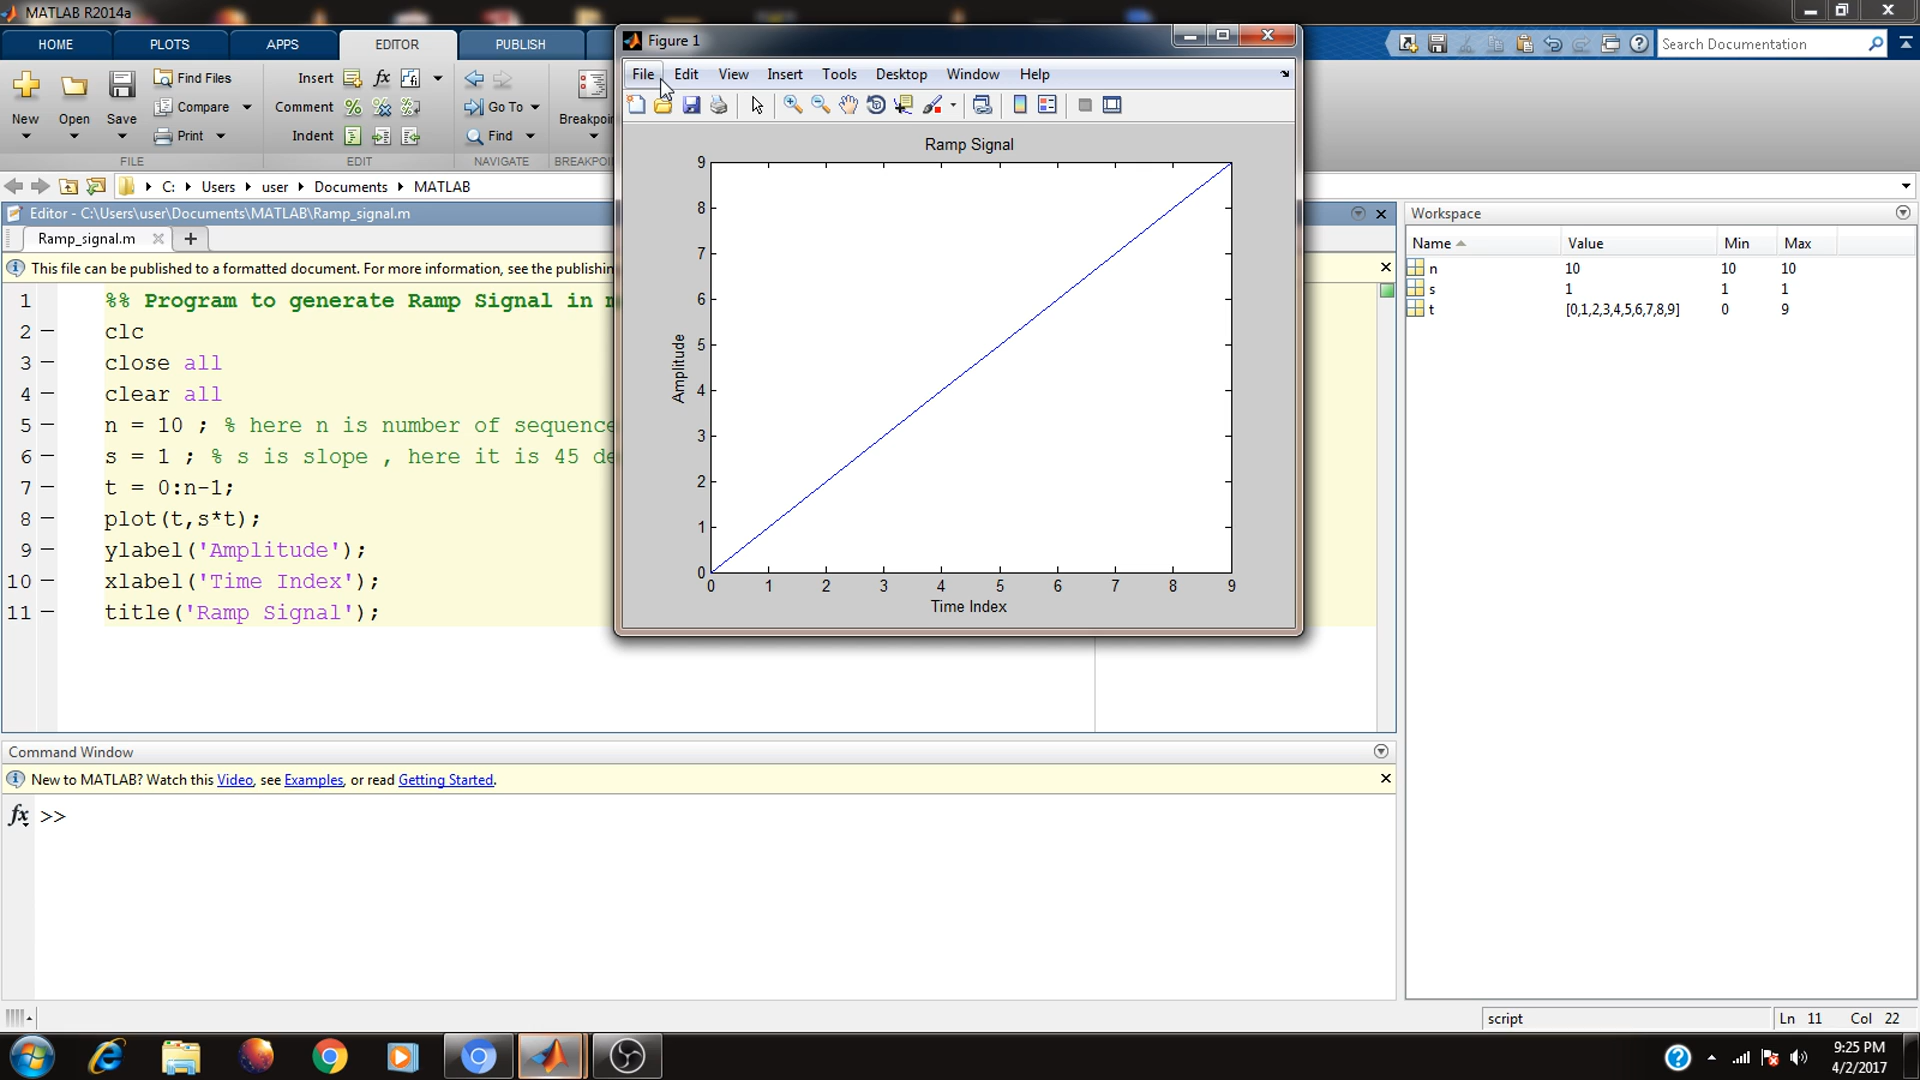 MATLAB R2014a
HOME PLOTS APPS EDITOR PUBLISH
Search Documentation
New Open Save Find Files Compare Print
Insert fx Comment Indent
Go To Find
FILE EDIT NAVIGATE
C: Users user Documents MATLAB
Editor - C:\Users\user\Documents\MATLAB\Ramp_signal.m
Ramp_signal.m +
This file can be published to a formatted document. For more information, see the
1 %% Program to generate Ramp Signal in
2 clc
3 close all
4 clear all
5 n = 10 ; % here n is number of
6 s = 1 ; % s is slope , here it is 45
7 t = 0:n-1;
8 plot(t,s*t);
9 ylabel('Amplitude');
10 xlabel('Time Index');
11 title('Ramp Signal');
Figure 1
File Edit View Insert Tools Desktop Window Help
Ramp Signal
9
8
7
6
5
4
3
2
1
0
Amplitude
0 1 2 3 4 5 6 7 8 9
Time Index
Workspace
Name Value Min Max
n 10 10 10
s 1 1 1
t [0,1,2,3,4,5,6,7,8,9] 0 9
Command Window
New to MATLAB? Watch this Video, see Examples, or read Getting Started.
fx >>
script Ln 11 Col 22
9:25 PM
4/2/2017